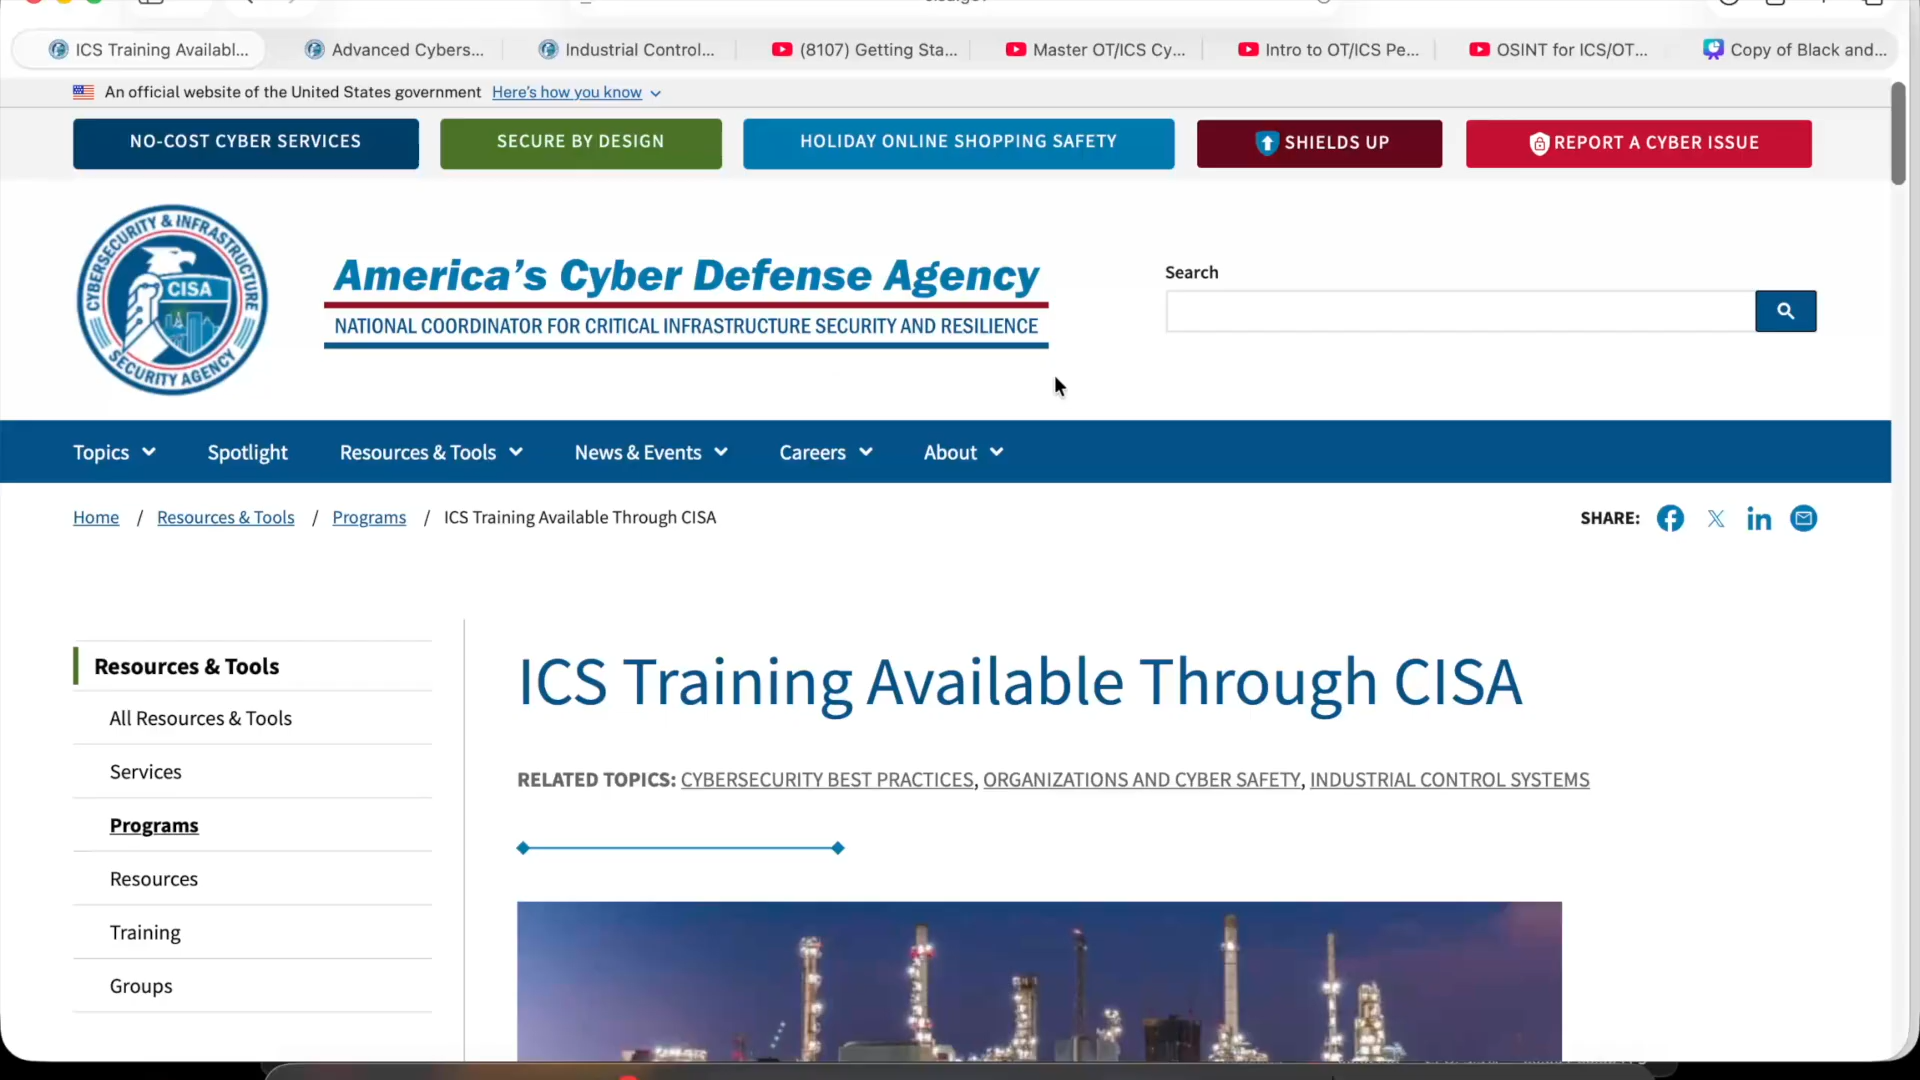 ICS Training Availabl...
Advanced Cybers...
Industrial Control...
(8107) Getting Sta...
Master OT/ICS Cy...
Intro to OT/ICS Pe...
OSINT for ICS/OT...
Copy of Black and...
An official website of the United States government Here's how you know
NO-COST CYBER SERVICES
SECURE BY DESIGN
HOLIDAY ONLINE SHOPPING SAFETY
SHIELDS UP
REPORT A CYBER ISSUE
CYBERSECURITY & INFRASTRUCTURE
CISA
SECURITY AGENCY
America's Cyber Defense Agency
NATIONAL COORDINATOR FOR CRITICAL INFRASTRUCTURE SECURITY AND RESILIENCE
Search
Topics
Spotlight
Resources & Tools
News & Events
Careers
About
Home / Resources & Tools / Programs / ICS Training Available Through CISA
SHARE:
Resources & Tools
All Resources & Tools
Services
Programs
Resources
Training
Groups
ICS Training Available Through CISA
RELATED TOPICS: CYBERSECURITY BEST PRACTICES, ORGANIZATIONS AND CYBER SAFETY, INDUSTRIAL CONTROL SYSTEMS